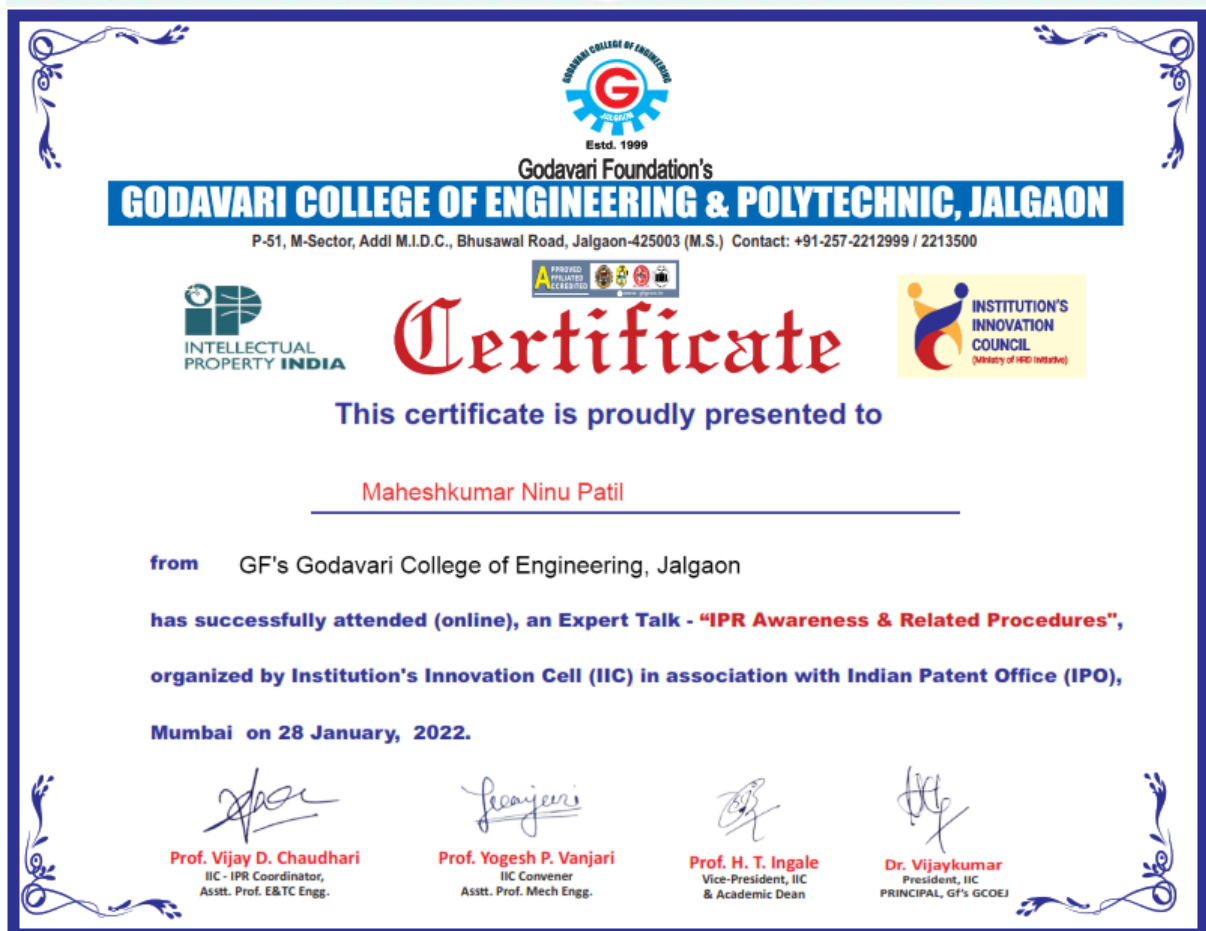 GODAVARI COLLEGE OF ENGINEERING
G
JALGAON
Estd. 1999
Godavari Foundation's
GODAVARI COLLEGE OF ENGINEERING & POLYTECHNIC, JALGAON
P-51, M-Sector, Addl M.I.D.C., Bhusawal Road, Jalgaon-425003 (M.S.) Contact: +91-257-2212999 / 2213500
APPROVED
AFFILIATED
ACCREDITED
INTELLECTUAL
PROPERTY INDIA
Certificate
INSTITUTION'S
INNOVATION
COUNCIL
(Ministry of HRD Initiative)
This certificate is proudly presented to
Maheshkumar Ninu Patil
from GF's Godavari College of Engineering, Jalgaon
has successfully attended (online), an Expert Talk - “IPR Awareness & Related Procedures",
organized by Institution's Innovation Cell (IIC) in association with Indian Patent Office (IPO),
Mumbai on 28 January, 2022.
Prof. Vijay D. Chaudhari
IIC - IPR Coordinator,
Asstt. Prof. E&TC Engg.
Prof. Yogesh P. Vanjari
IIC Convener
Asstt. Prof. Mech Engg.
Prof. H. T. Ingale
Vice-President, IIC
& Academic Dean
Dr. Vijaykumar
President, IIC
PRINCIPAL, Gf's GCOEJ